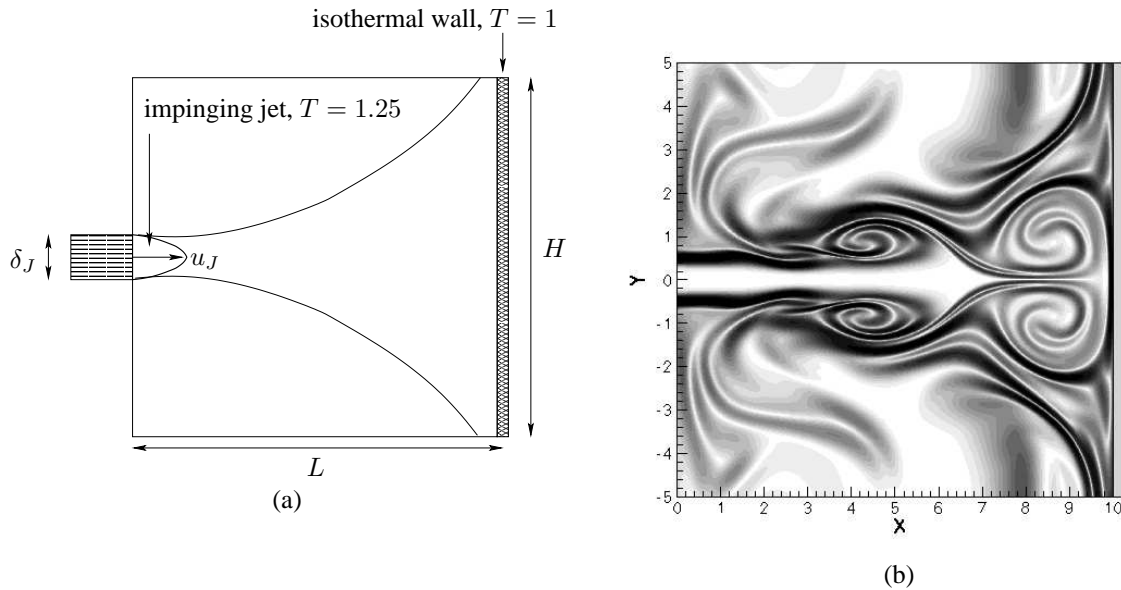 isothermal wall, T = 1
impinging jet, T = 1.25
δ_J
u_J
H
L
(a)
5
4
3
2
1
0
-1
-2
-3
-4
-5
Y
0 1 2 3 4 5 6 7 8 9 10
X
(b)